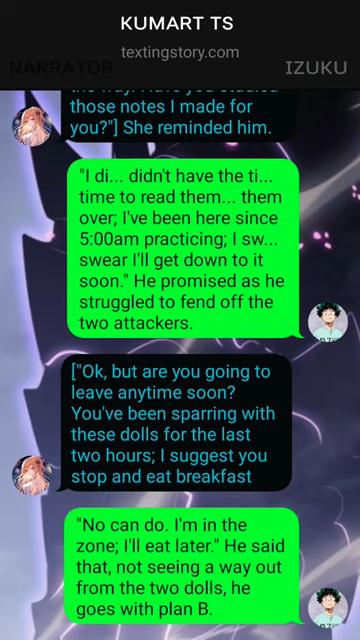 KUMART TS
textingstory.com
NARRATOR
IZUKU
those notes I made for
you?"] She reminded him.
"I di... didn't have the ti...
time to read them... them
over; I've been here since
5:00am practicing; I sw...
swear I'll get down to it
soon." He promised as he
struggled to fend off the
two attackers.
["Ok, but are you going to
leave anytime soon?
You've been sparring with
these dolls for the last
two hours; I suggest you
stop and eat breakfast
"No can do. I'm in the
zone; I'll eat later." He said
that, not seeing a way out
from the two dolls, he
goes with plan B.